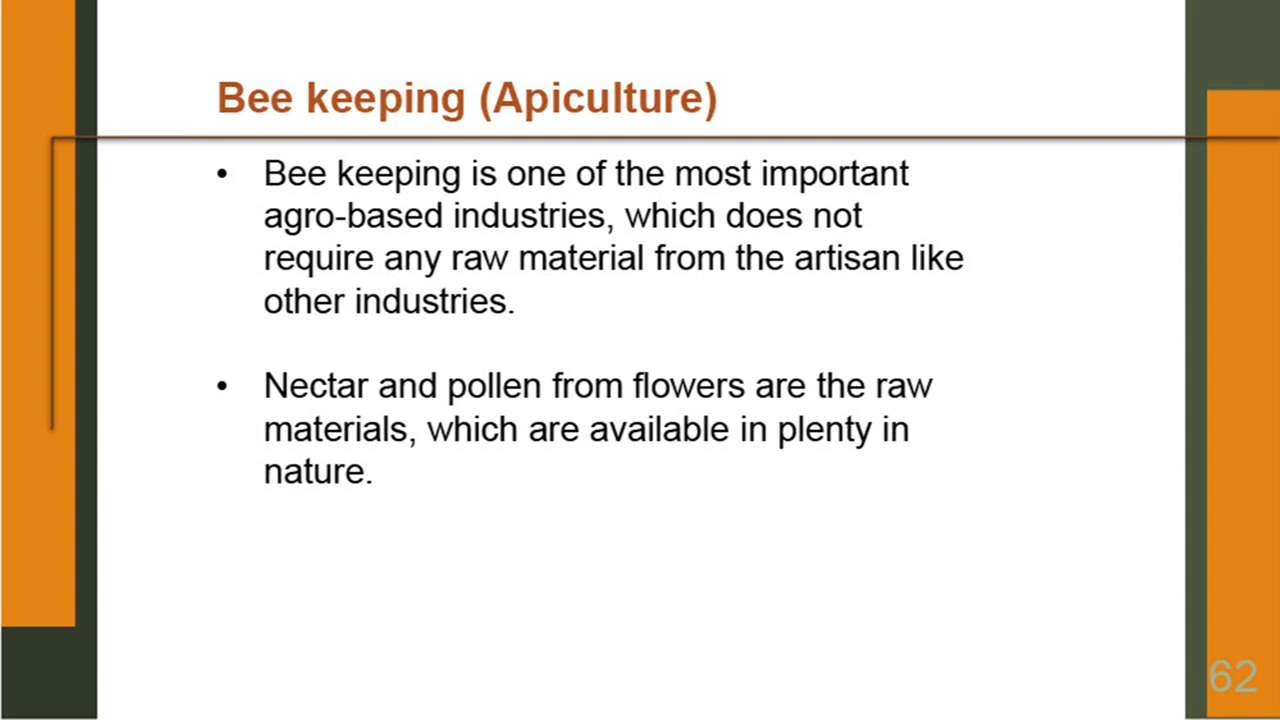 Bee keeping (Apiculture)
• Bee keeping is one of the most important
agro-based industries, which does not
require any raw material from the artisan like
other industries.
• Nectar and pollen from flowers are the raw
materials, which are available in plenty in
nature.
62